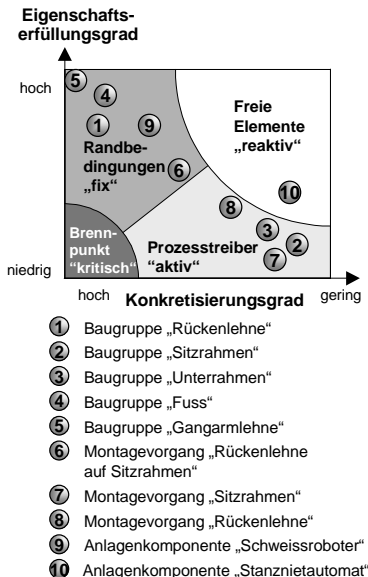 Eigenschafts-
erfüllungsgrad
hoch
5
4
1
9
Freie
Elemente
„reaktiv“
Randbe-
dingungen
„fix“
6
10
8
3
2
7
Brenn-
punkt
“kritisch“
Prozesstreiber
“aktiv”
niedrig
hoch Konkretisierungsgrad gering
1 Baugruppe „Rückenlehne“
2 Baugruppe „Sitzrahmen“
3 Baugruppe „Unterrahmen“
4 Baugruppe „Fuss“
5 Baugruppe „Gangarmlehne“
6 Montagevorgang „Rückenlehne
auf Sitzrahmen“
7 Montagevorgang „Sitzrahmen“
8 Montagevorgang „Rückenlehne“
9 Anlagenkomponente „Schweissroboter“
10 Anlagenkomponente „Stanznietautomat“